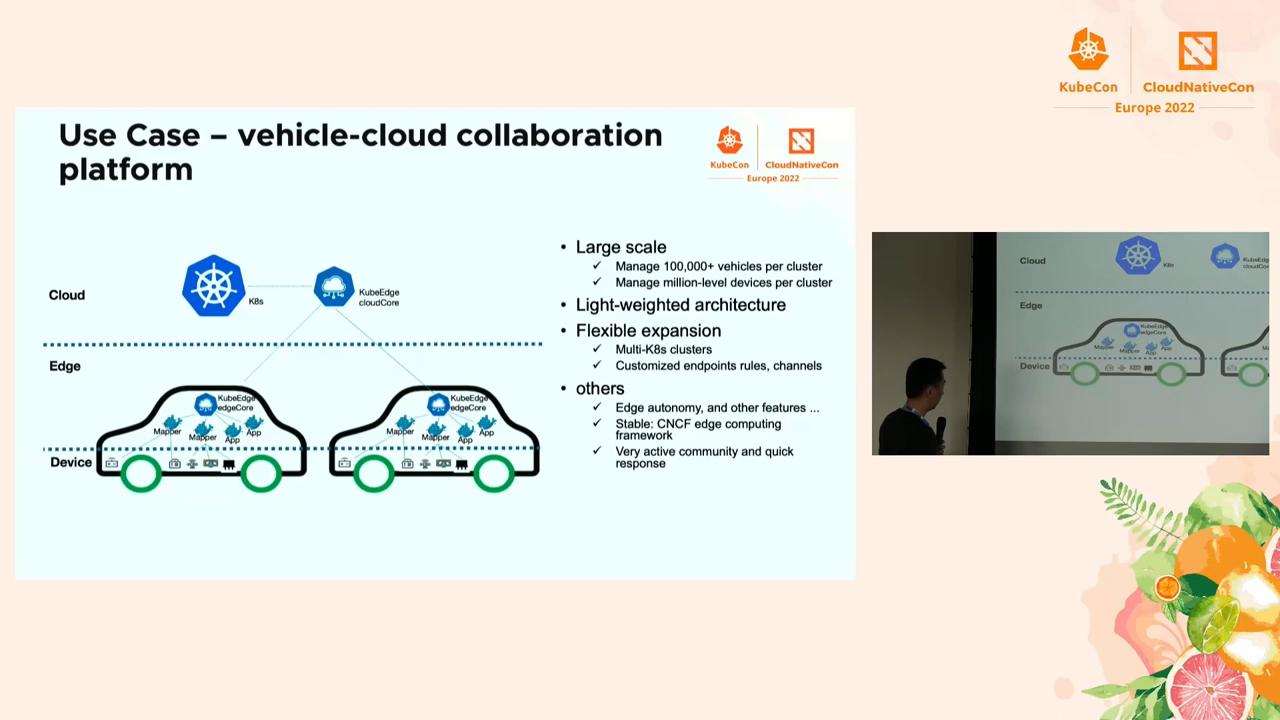 KubeCon
CloudNativeCon
Europe 2022
Use Case – vehicle-cloud collaboration
platform
KubeCon
CloudNativeCon
Europe 2022
Cloud
K8s
KubeEdge
cloudCore
Edge
KubeEdge
edgeCore
Mapper
Mapper
App
App
KubeEdge
edgeCore
Mapper
Mapper
App
App
Device
• Large scale
✓ Manage 100,000+ vehicles per cluster
✓ Manage million-level devices per cluster
• Light-weighted architecture
• Flexible expansion
✓ Multi-K8s clusters
✓ Customized endpoints rules, channels
• others
✓ Edge autonomy, and other features ...
✓ Stable: CNCF edge computing
framework
✓ Very active community and quick
response
Cloud
K8s
Edge
KubeEdge
edgeCore
Mapper
Mapper
App
App
Device